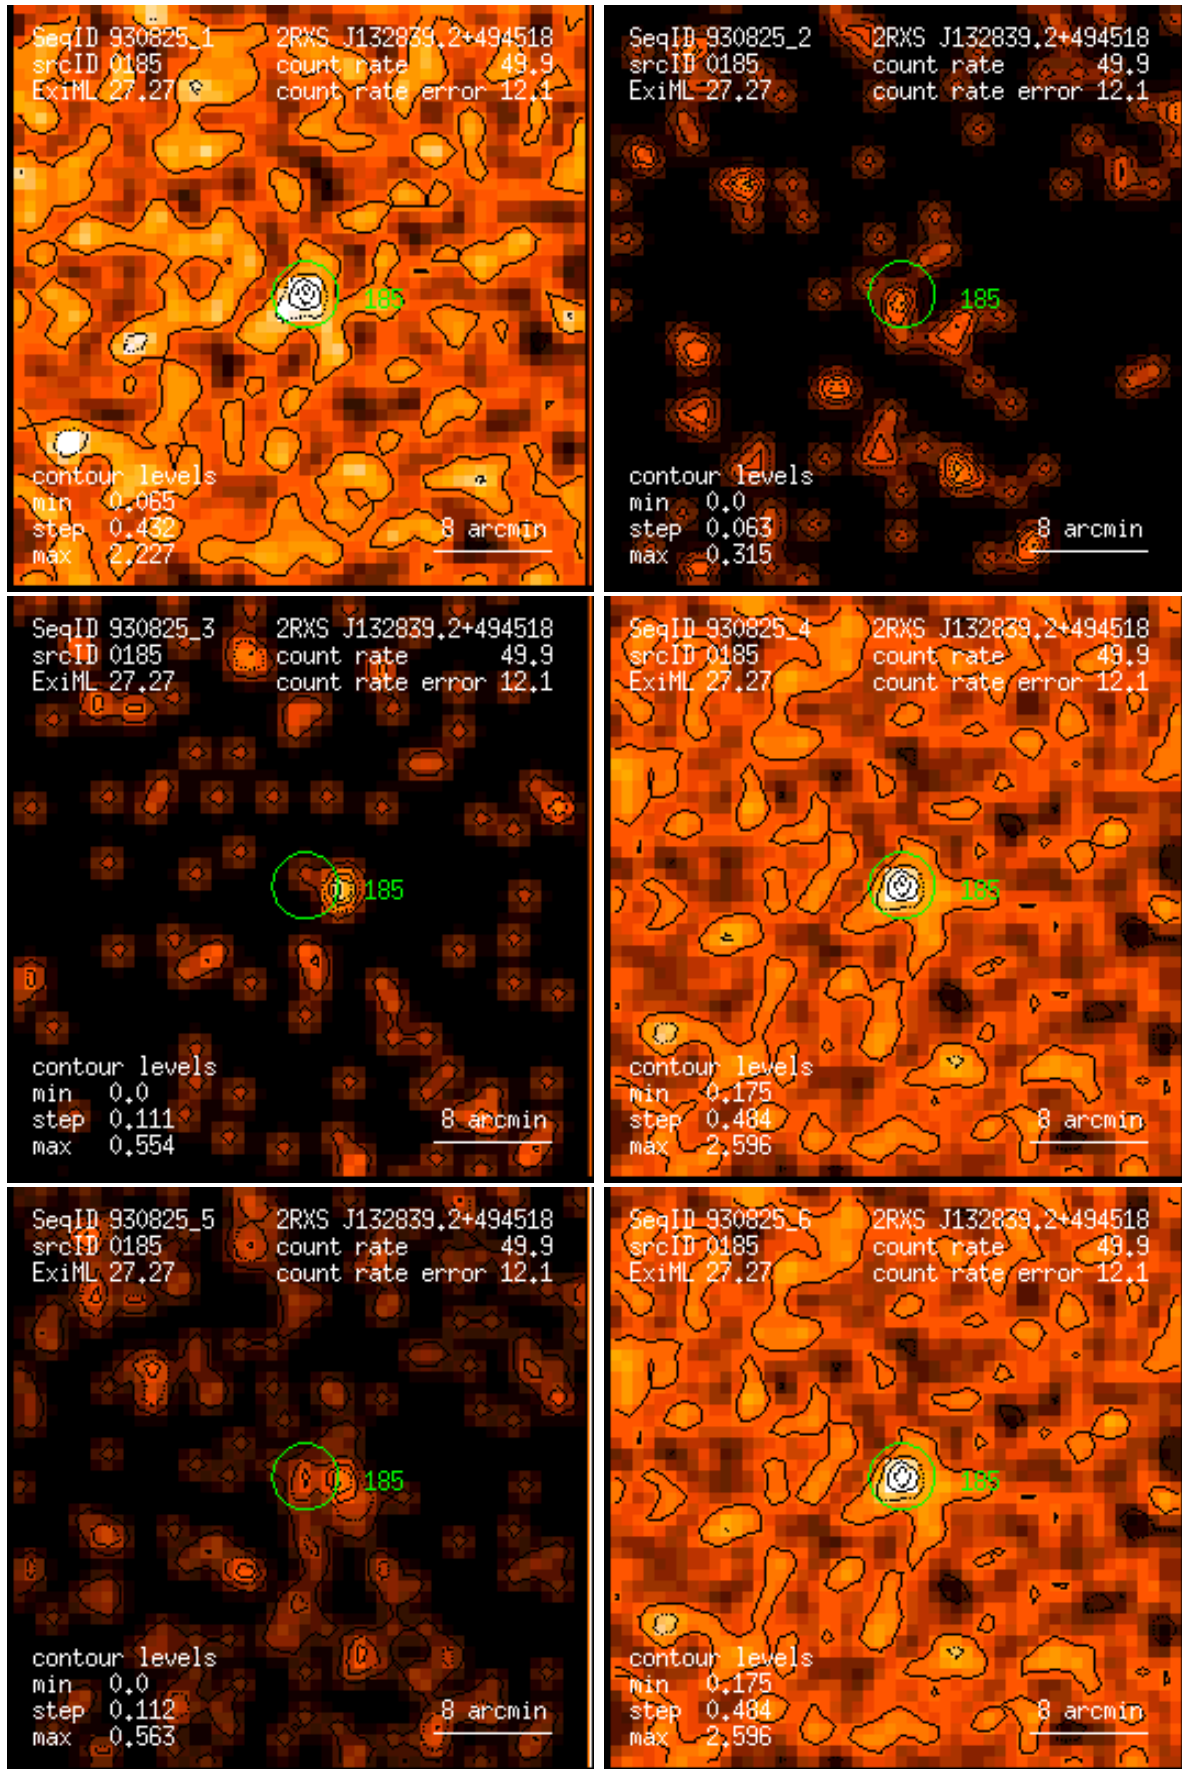 SeqID 930825_1 2RXS J132839.2+494518
srcID 0185 count rate 49.9
ExiML 27.27 count rate error 12.1
185
contour levels
min 0.065
step 0.432 8 arcmin
max 2.227
SeqID 930825_2 2RXS J132839.2+494518
srcID 0185 count rate 49.9
ExiML 27.27 count rate error 12.1
185
contour levels
min 0.0
step 0.063 8 arcmin
max 0.315
SeqID 930825_3 2RXS J132839.2+494518
srcID 0185 count rate 49.9
ExiML 27.27 count rate error 12.1
185
contour levels
min 0.0
step 0.111 8 arcmin
max 0.554
SeqID 930825_4 2RXS J132839.2+494518
srcID 0185 count rate 49.9
ExiML 27.27 count rate error 12.1
185
contour levels
min 0.175
step 0.484 8 arcmin
max 2.596
SeqID 930825_5 2RXS J132839.2+494518
srcID 0185 count rate 49.9
ExiML 27.27 count rate error 12.1
185
contour levels
min 0.0
step 0.112 8 arcmin
max 0.563
SeqID 930825_6 2RXS J132839.2+494518
srcID 0185 count rate 49.9
ExiML 27.27 count rate error 12.1
185
contour levels
min 0.175
step 0.484 8 arcmin
max 2.596